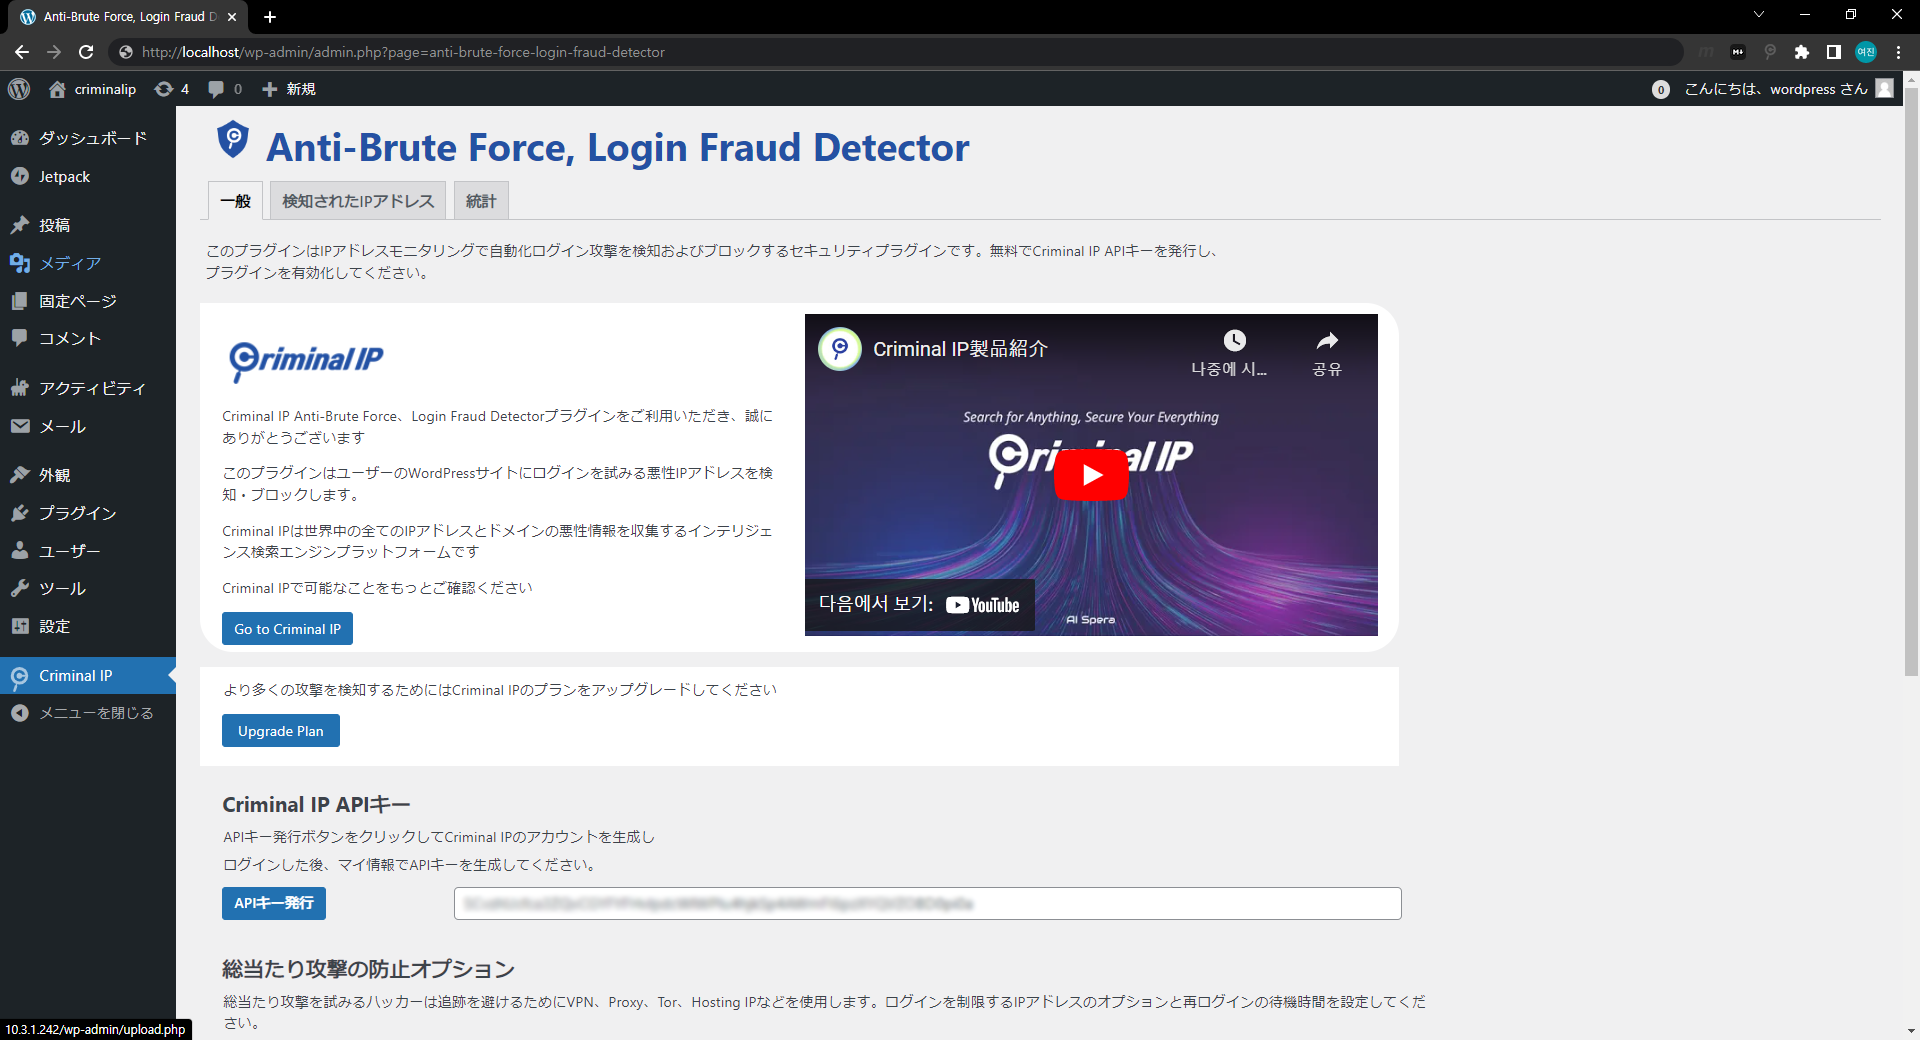 Anti-Brute Force, Login Fraud D
http://localhost/wp-admin/admin.php?page=anti-brute-force-login-fraud-detector
여진
criminalip
4
0
新規
0
こんにちは、wordpress さん
ダッシュボード
Jetpack
投稿
メディア
固定ページ
コメント
アクティビティ
メール
外観
プラグイン
ユーザー
ツール
設定
Criminal IP
メニューを閉じる
10.3.1.242/wp-admin/upload.php
Anti-Brute Force, Login Fraud Detector
一般
検知されたIPアドレス
統計
このプラグインはIPアドレスモニタリングで自動化ログイン攻撃を検知およびブロックするセキュリティプラグインです。無料でCriminal IP APIキーを発行し、
プラグインを有効化してください。
Criminal IP
Criminal IP Anti-Brute Force、Login Fraud Detectorプラグインをご利用いただき、誠に
ありがとうございます
このプラグインはユーザーのWordPressサイトにログインを試みる悪性IPアドレスを検
知・ブロックします。
Criminal IPは世界中の全てのIPアドレスとドメインの悪性情報を収集するインテリジェ
ンス検索エンジンプラットフォームです
Criminal IPで可能なことをもっとご確認ください
Go to Criminal IP
Criminal IP製品紹介
나중에 시...
공유
Search for Anything, Secure Your Everything
Criminal IP
다음에서 보기: YouTube
AI Spera
より多くの攻撃を検知するためにはCriminal IPのプランをアップグレードしてください
Upgrade Plan
Criminal IP APIキー
APIキー発行ボタンをクリックしてCriminal IPのアカウントを生成し
ログインした後、マイ情報でAPIキーを生成してください。
APIキー発行
総当たり攻撃の防止オプション
総当たり攻撃を試みるハッカーは追跡を避けるためにVPN、Proxy、Tor、Hosting IPなどを使用します。ログインを制限するIPアドレスのオプションと再ログインの待機時間を設定してくだ
さい。